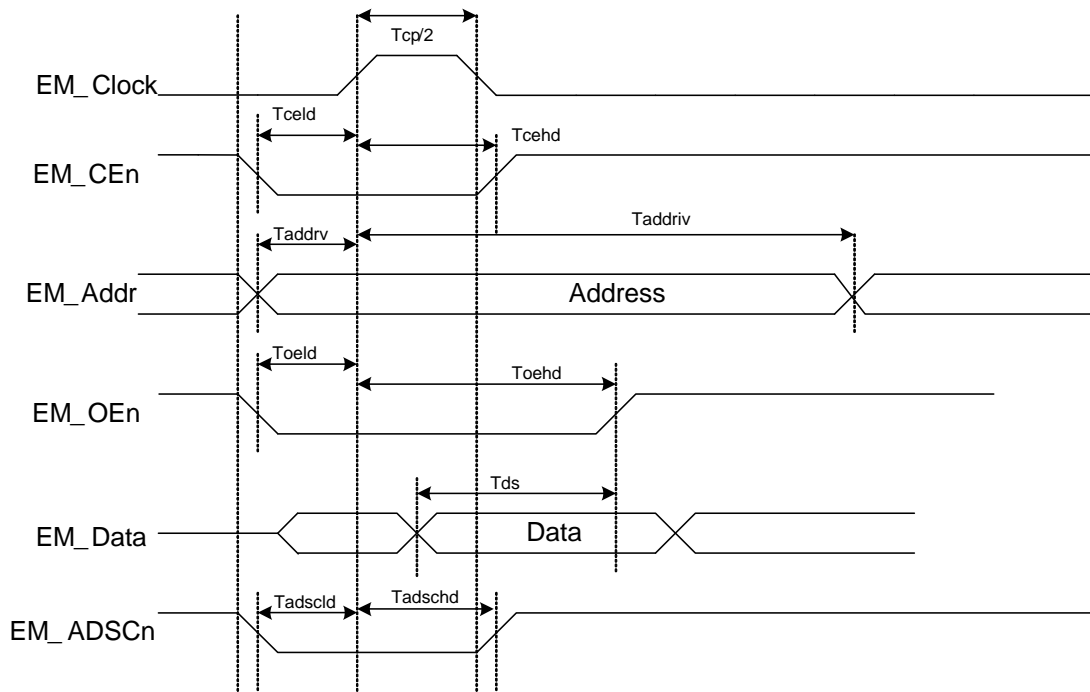 Tcp/2
EM_Clock
Tceld
Tcehd
EM_CEn
Taddrv
Taddriv
EM_Addr
Address
Toeld
Toehd
EM_OEn
Tds
EM_Data
Data
Tadscld
Tadschd
EM_ADSCn